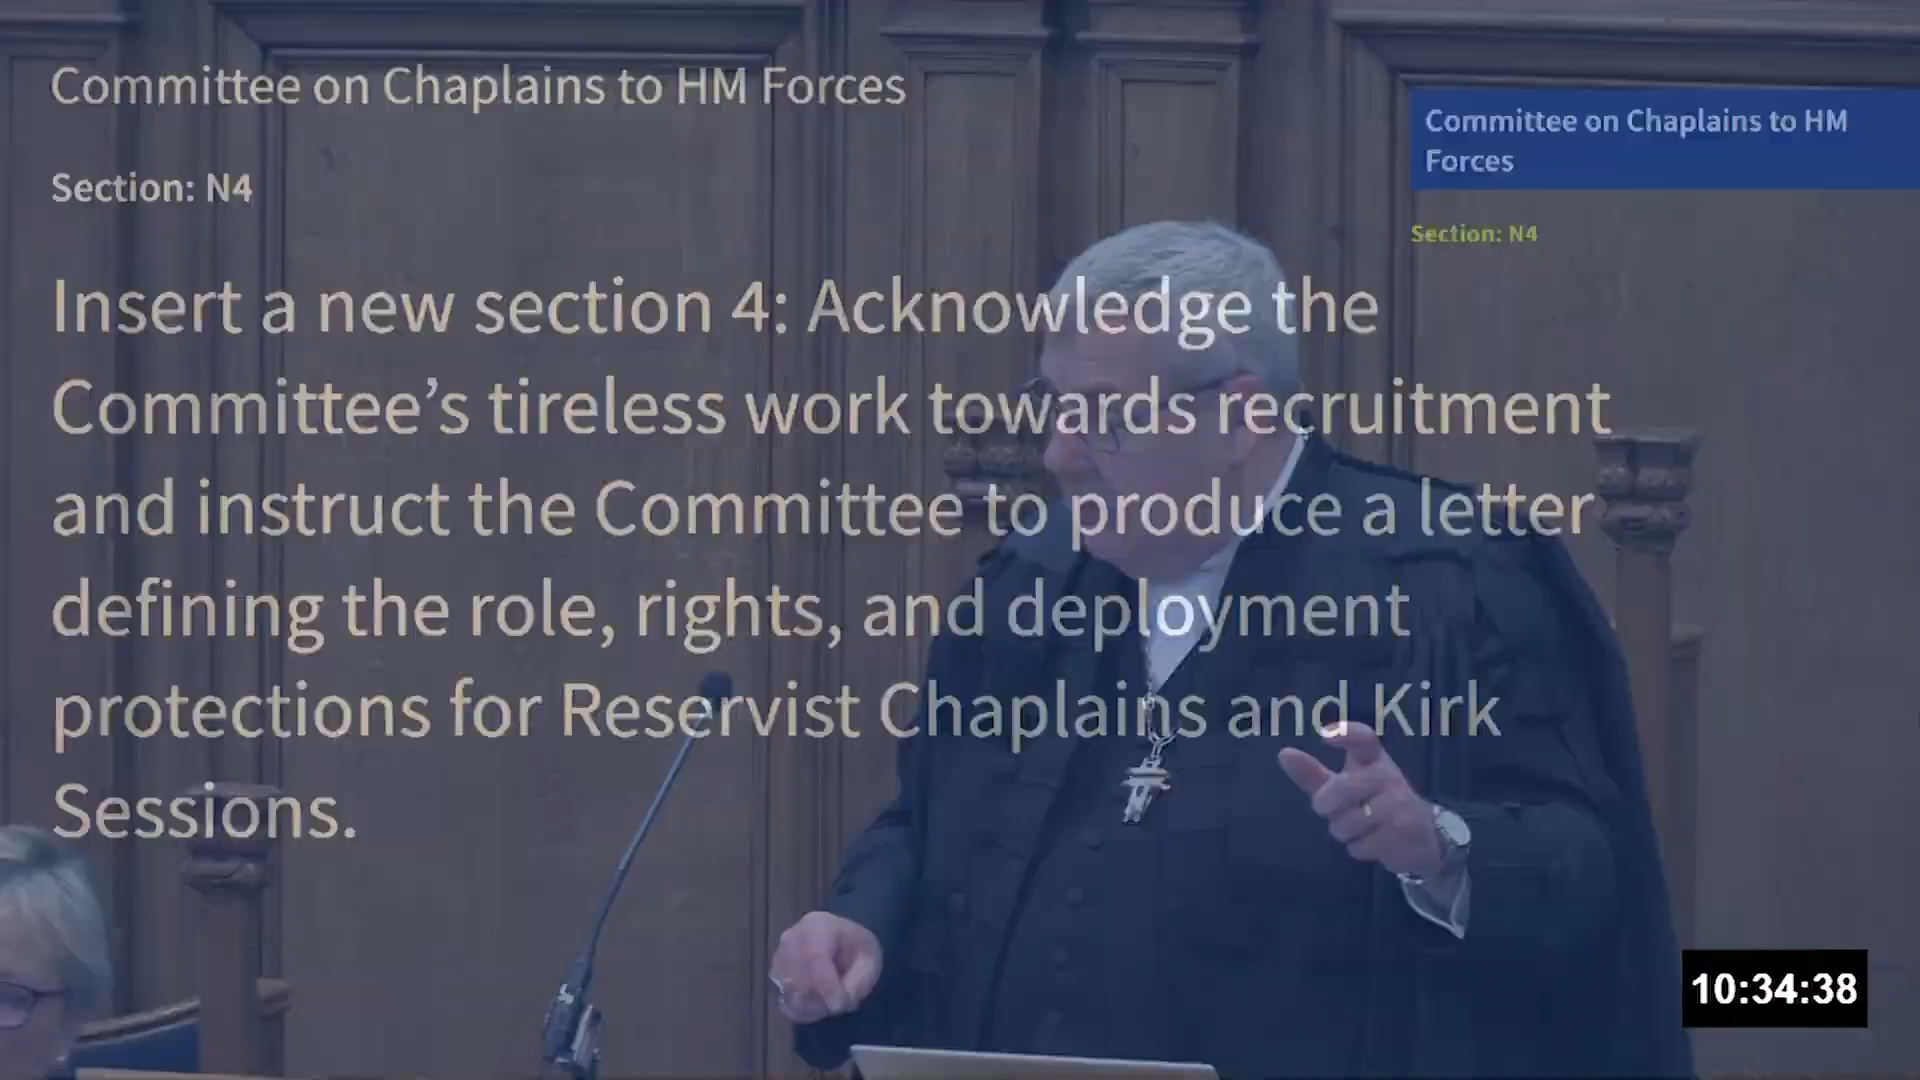 Committee on Chaplains to HM Forces
Section: N4
Insert a new section 4: Acknowledge the
Committee’s tireless work towards recruitment
and instruct the Committee to produce a letter
defining the role, rights, and deployment
protections for Reservist Chaplains and Kirk
Sessions.
Committee on Chaplains to HM
Forces
Section: N4
10:34:38